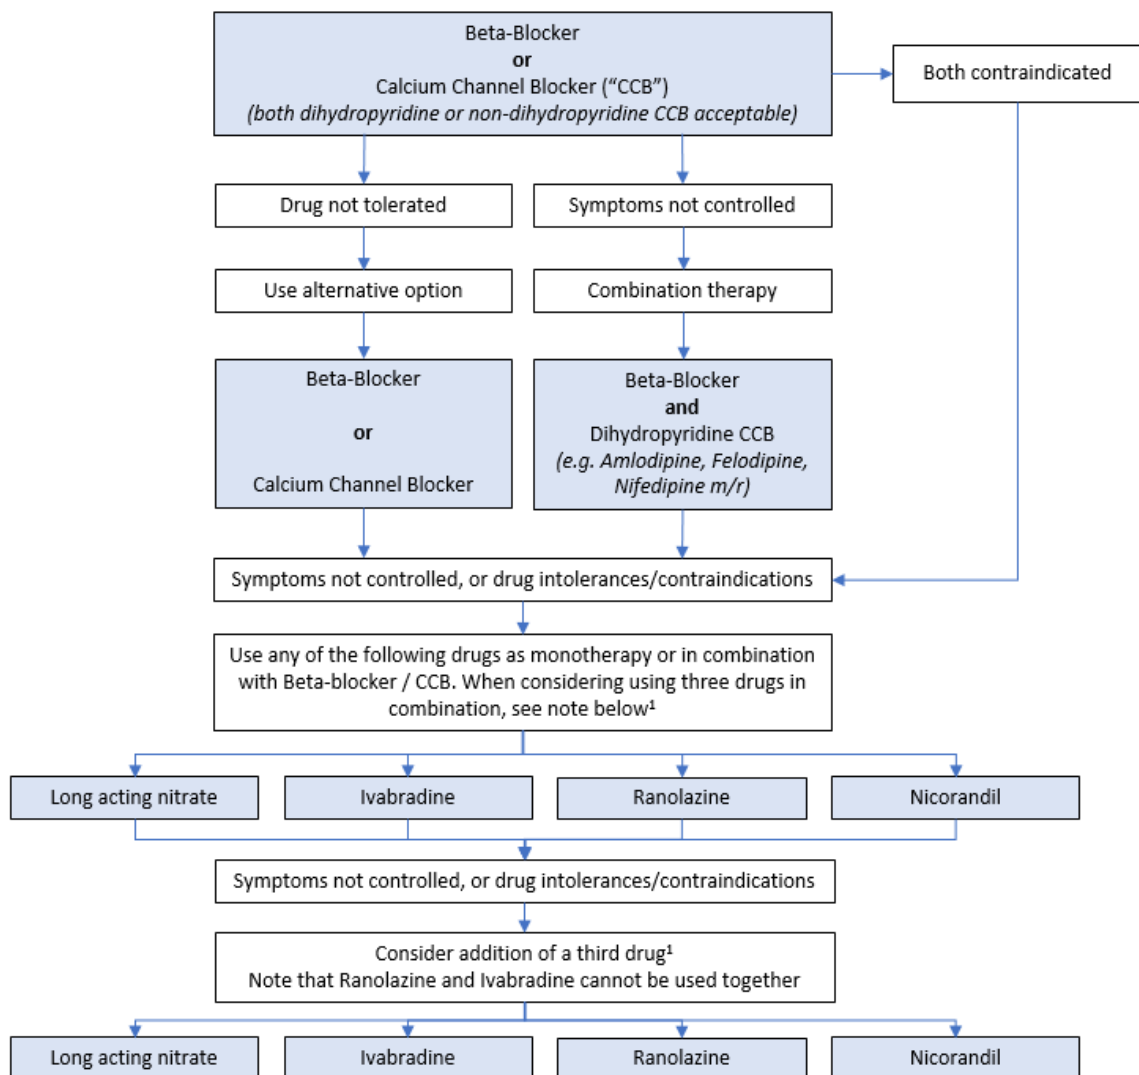 Beta-Blocker
or
Calcium Channel Blocker (“CCB”)
(both dihydropyridine or non-dihydropyridine CCB acceptable)
Both contraindicated
Drug not tolerated
Symptoms not controlled
Use alternative option
Combination therapy
Beta-Blocker
or
Calcium Channel Blocker
Beta-Blocker
and
Dihydropyridine CCB
(e.g. Amlodipine, Felodipine,
Nifedipine m/r)
Symptoms not controlled, or drug intolerances/contraindications
Use any of the following drugs as monotherapy or in combination
with Beta-blocker / CCB. When considering using three drugs in
combination, see note below¹
Long acting nitrate
Ivabradine
Ranolazine
Nicorandil
Symptoms not controlled, or drug intolerances/contraindications
Consider addition of a third drug¹
Note that Ranolazine and Ivabradine cannot be used together
Long acting nitrate
Ivabradine
Ranolazine
Nicorandil